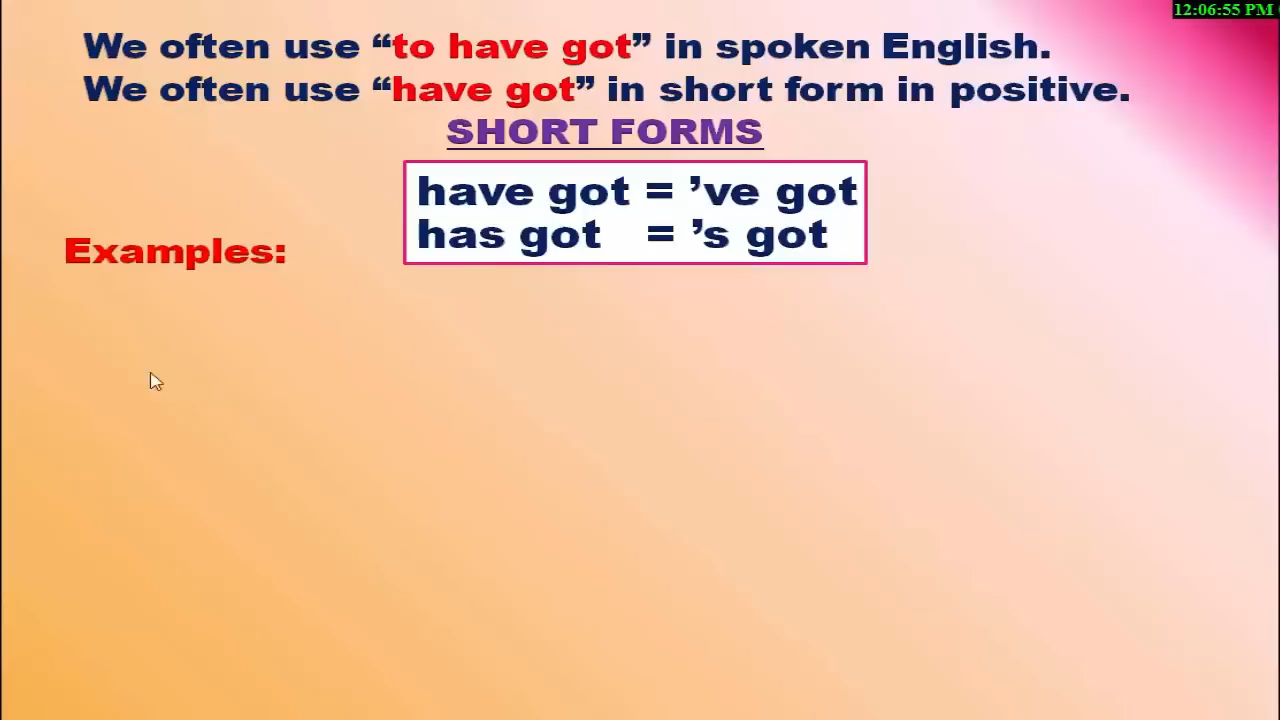 12:06:55 PM
We often use “to have got” in spoken English.
We often use “have got” in short form in positive.
SHORT FORMS
have got = ’ve got
has got = ’s got
Examples: